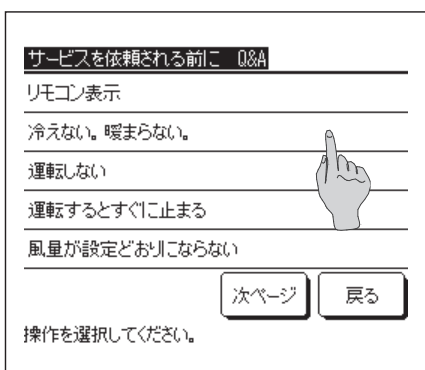 サービスを依頼される前に Q&A
リモコン表示
冷えない。暖まらない。
運転しない
運転するとすぐに止まる
風量が設定どおりにならない
次ページ 戻る
操作を選択してください。